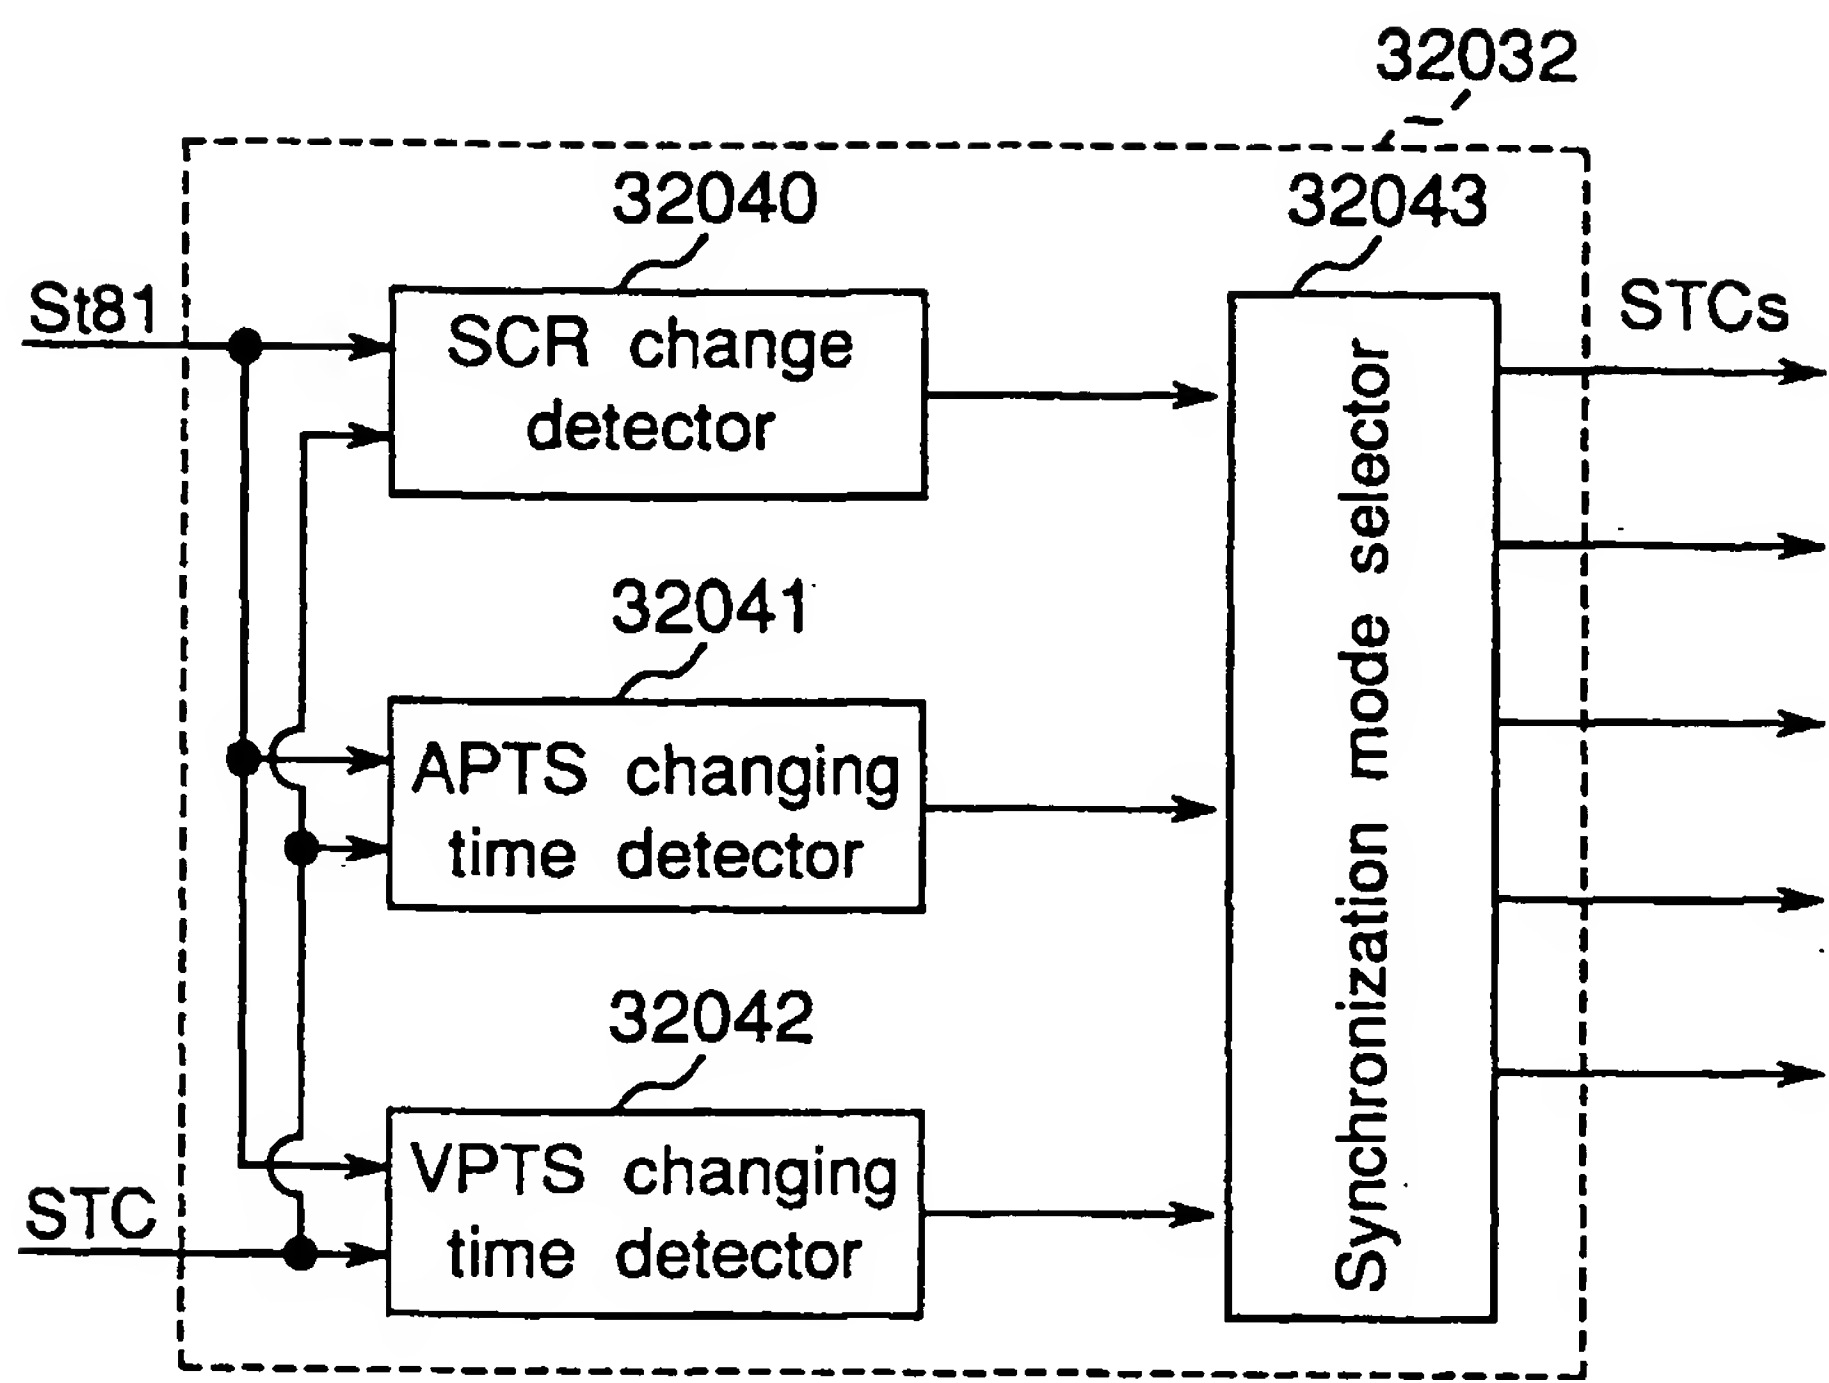 32032
32040
32043
St81
SCR change
detector
STCs
32041
APTS changing
time detector
Synchronization mode selector
32042
VPTS changing
time detector
STC